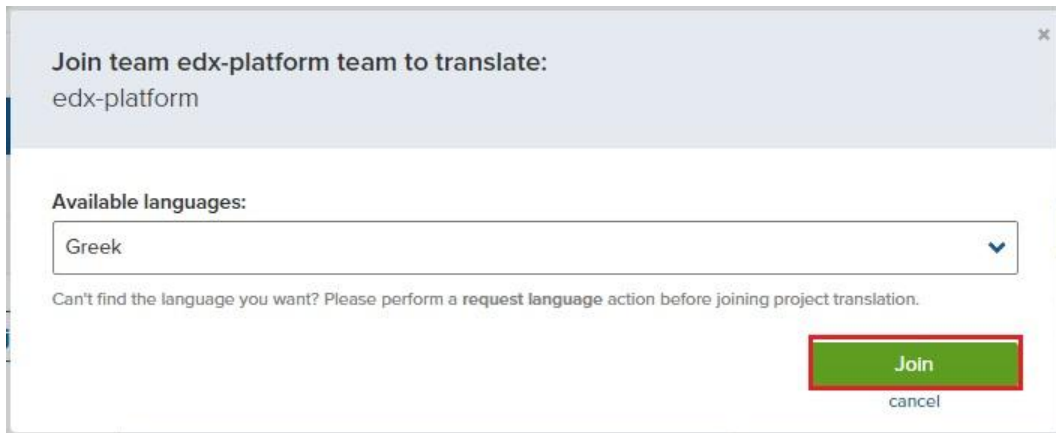 Join team edx-platform team to translate:
edx-platform
Available languages:
Greek
Can't find the language you want? Please perform a request language action before joining project translation.
Join
cancel